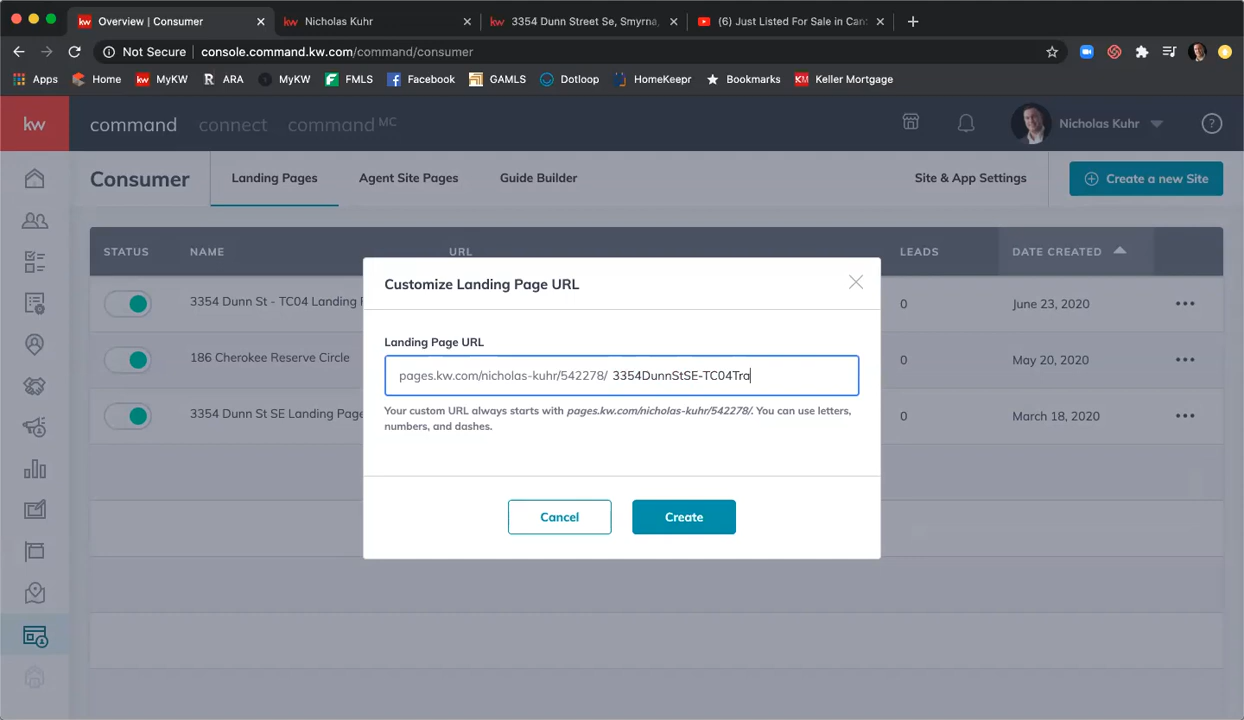 Overview | Consumer
Nicholas Kuhr
3354 Dunn Street Se, Smyrna,
(6) Just Listed For Sale in Can
Not Secure | console.command.kw.com/command/consumer
Apps Home MyKW ARA MyKW FMLS Facebook GAMLS Dotloop HomeKeepr Bookmarks Keller Mortgage
kw command connect command MC Nicholas Kuhr
Consumer Landing Pages Agent Site Pages Guide Builder Site & App Settings Create a new Site
STATUS NAME URL LEADS DATE CREATED
3354 Dunn St - TC04 Landing 0 June 23, 2020
186 Cherokee Reserve Circle 0 May 20, 2020
3354 Dunn St SE Landing Page 0 March 18, 2020
Customize Landing Page URL
Landing Page URL
pages.kw.com/nicholas-kuhr/542278/ 3354DunnStSE-TC04Tra
Your custom URL always starts with pages.kw.com/nicholas-kuhr/542278/. You can use letters,
numbers, and dashes.
Cancel Create